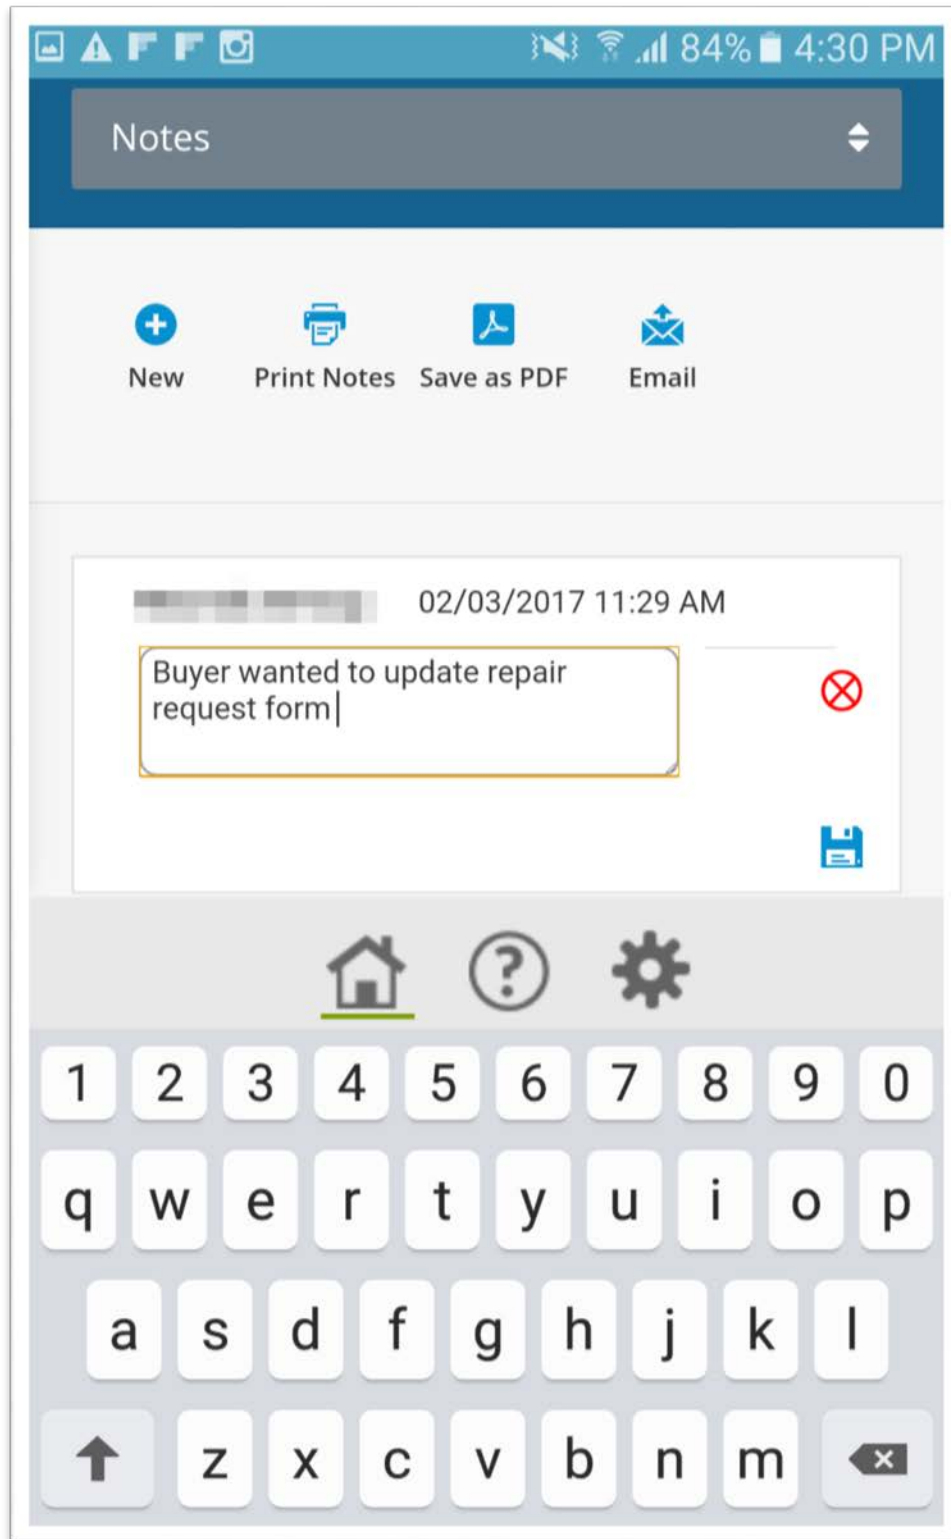 84% 4:30 PM
Notes
New Print Notes Save as PDF Email
02/03/2017 11:29 AM
Buyer wanted to update repair
request form
1 2 3 4 5 6 7 8 9 0
q w e r t y u i o p
a s d f g h j k l
z x c v b n m